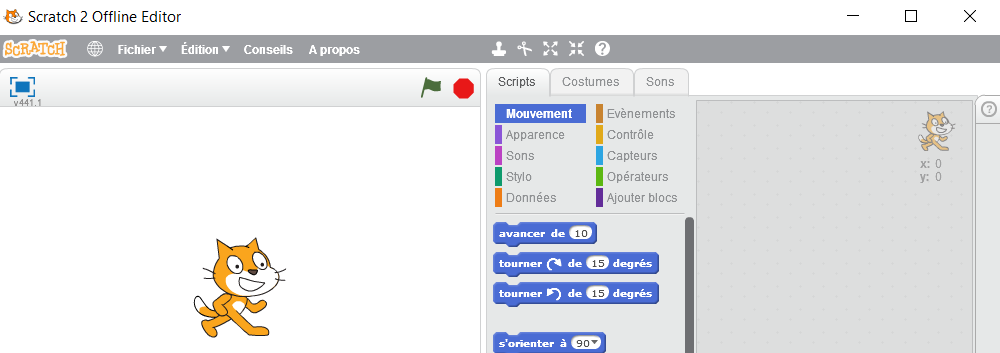 Scratch 2 Offline Editor
SCRATCH Fichier Édition Conseils A propos
v441.1
Scripts Costumes Sons
Mouvement Evènements
Apparence Contrôle
Sons Capteurs
Stylo Opérateurs
Données Ajouter blocs
x: 0
y: 0
avancer de 10
tourner de 15 degrés
tourner de 15 degrés
s'orienter à 90